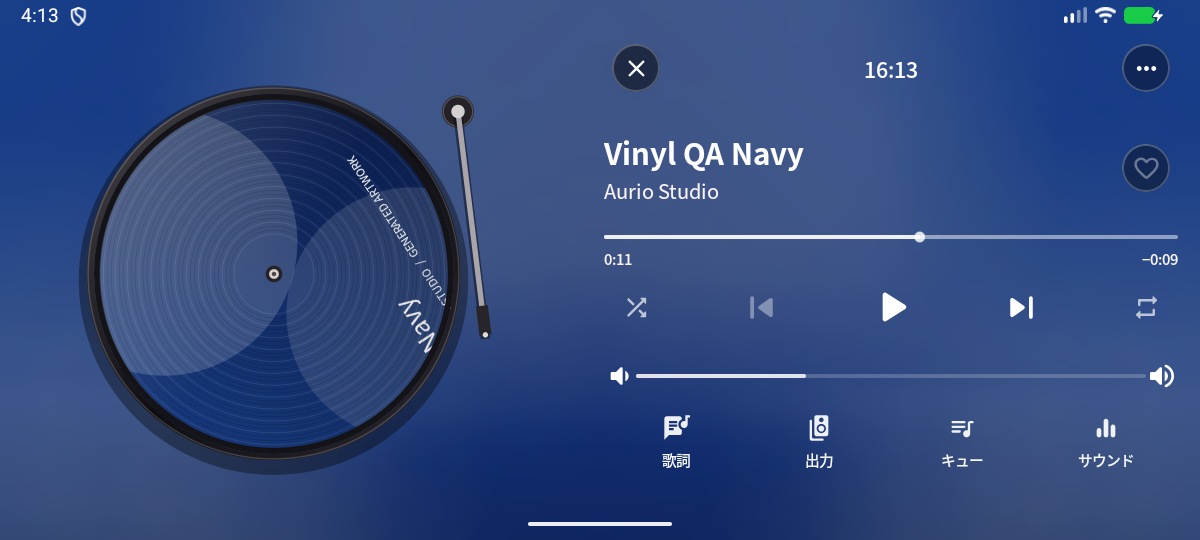 4:13
16:13
Vinyl QA Navy
Aurio Studio
0:11
−0:09
歌詞
出力
キュー
サウンド
STUDIO / GENERATED ARTWORK
Navy